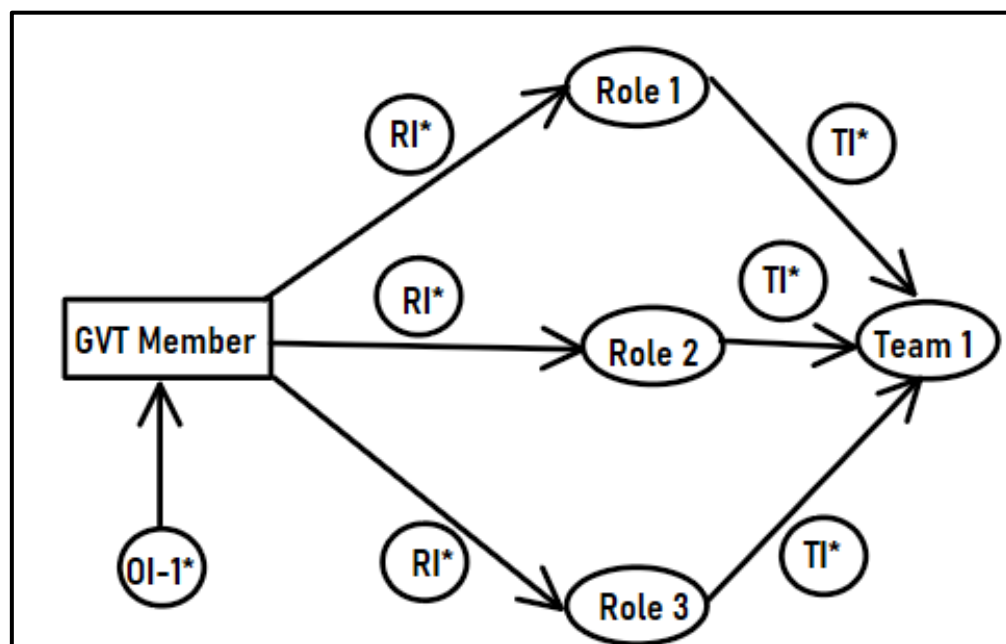 Role 1
RI*
TI*
TI*
RI*
GVT Member
Role 2
Team 1
OI-1*
RI*
TI*
Role 3